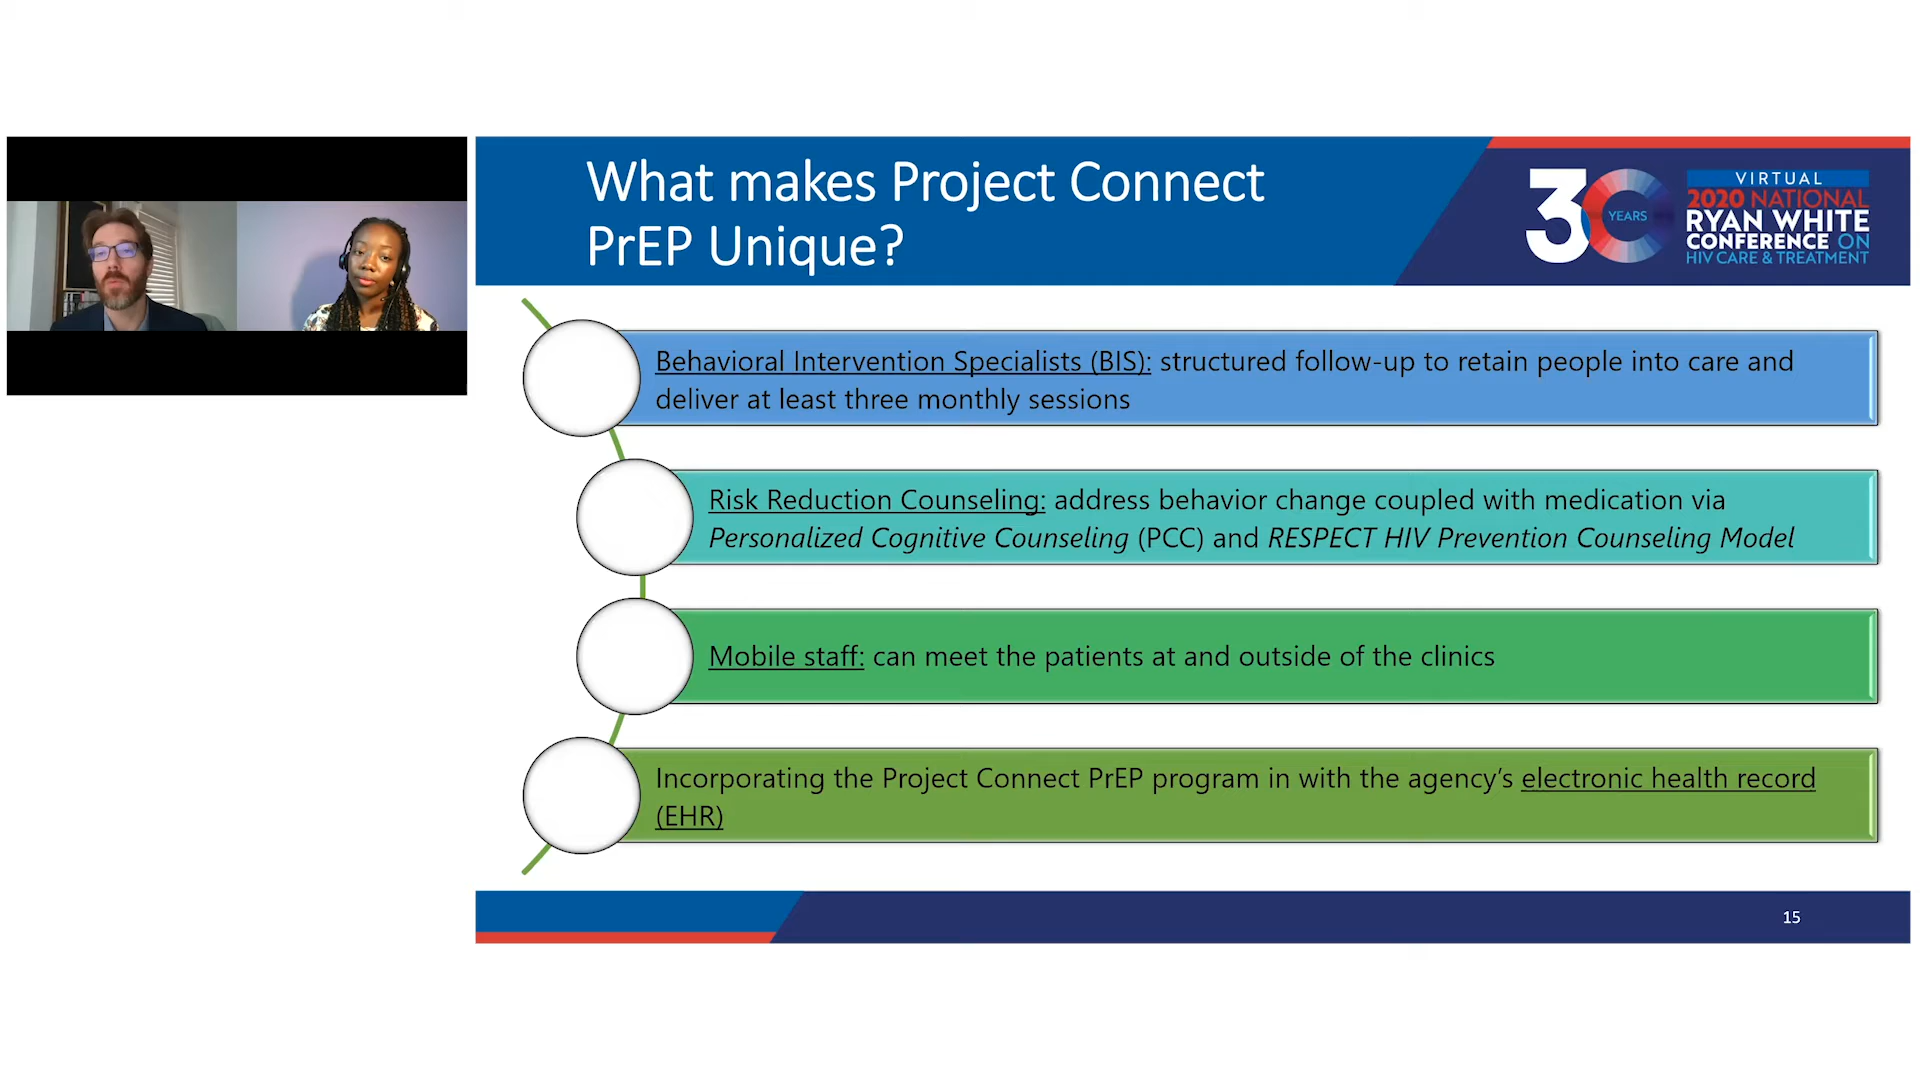 What makes Project Connect
PrEP Unique?
30 YEARS
VIRTUAL
2020 NATIONAL
RYAN WHITE
CONFERENCE ON
HIV CARE & TREATMENT
Behavioral Intervention Specialists (BIS): structured follow-up to retain people into care and
deliver at least three monthly sessions
Risk Reduction Counseling: address behavior change coupled with medication via
Personalized Cognitive Counseling (PCC) and RESPECT HIV Prevention Counseling Model
Mobile staff: can meet the patients at and outside of the clinics
Incorporating the Project Connect PrEP program in with the agency’s electronic health record
(EHR)
15